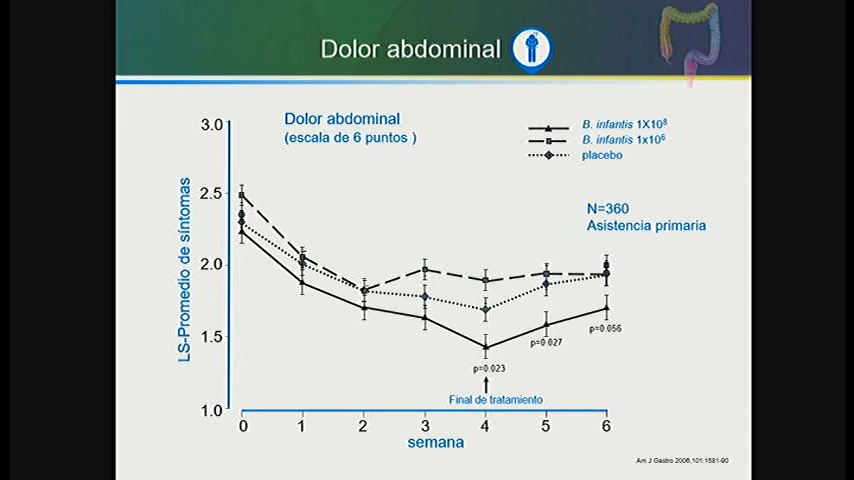 Dolor abdominal
Dolor abdominal
(escala de 6 puntos )
B. infantis 1X10⁸
B. infantis 1x10⁶
placebo
N=360
Asistencia primaria
LS-Promedio de síntomas
3.0
2.5
2.0
1.5
1.0
p=0.023
p=0.027
p=0.056
Final de tratamiento
0 1 2 3 4 5 6
semana
Am J Gastro 2006;101:1581-90